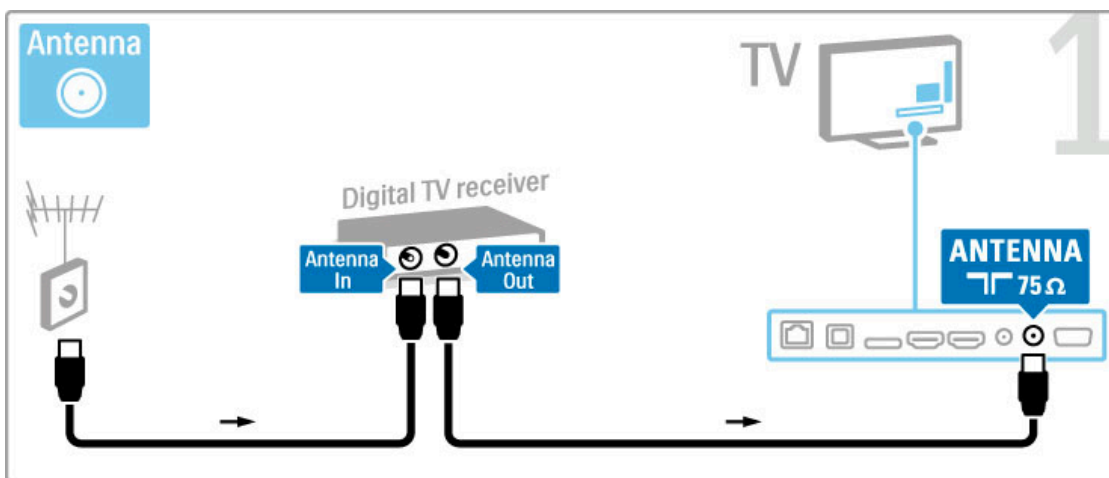 Antenna
TV
1
Digital TV receiver
Antenna
In
Antenna
Out
ANTENNA
75 Ω